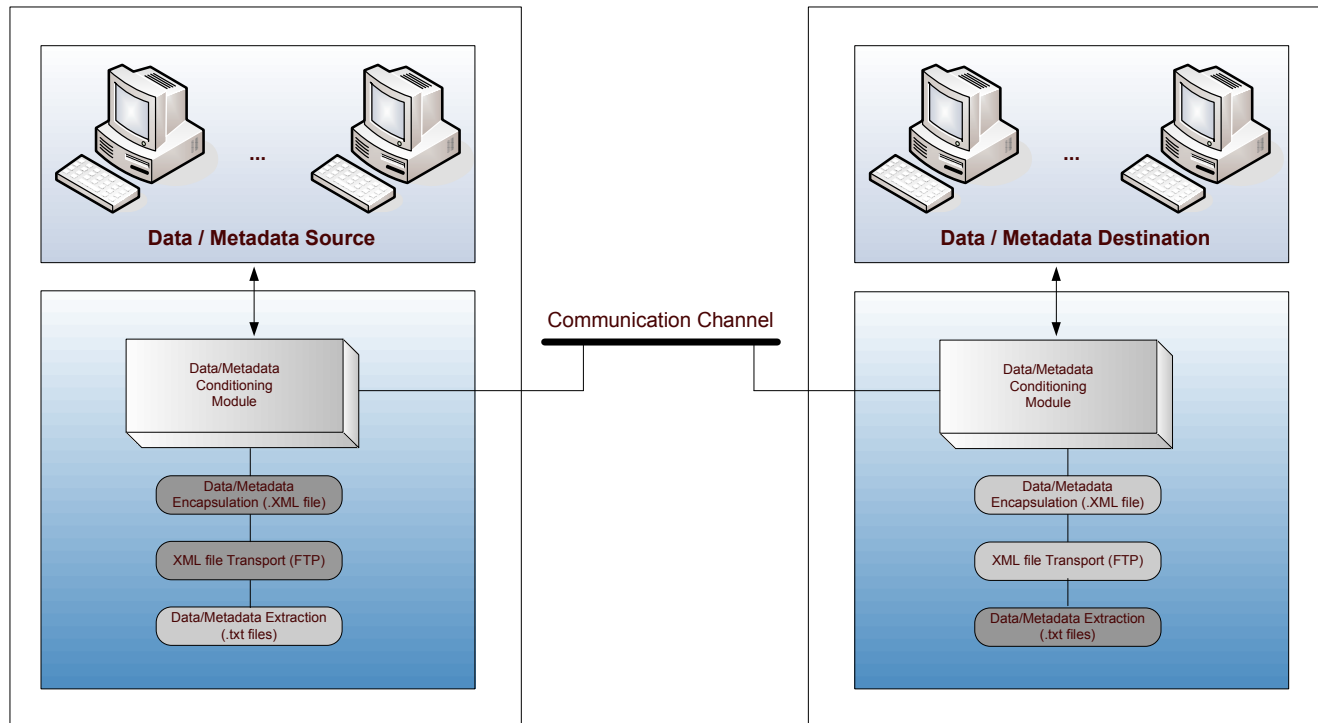 ...
Data / Metadata Source
Data/Metadata
Conditioning
Module
Data/Metadata
Encapsulation (.XML file)
XML file Transport (FTP)
Data/Metadata Extraction
(.txt files)
Communication Channel
...
Data / Metadata Destination
Data/Metadata
Conditioning
Module
Data/Metadata
Encapsulation (.XML file)
XML file Transport (FTP)
Data/Metadata Extraction
(.txt files)